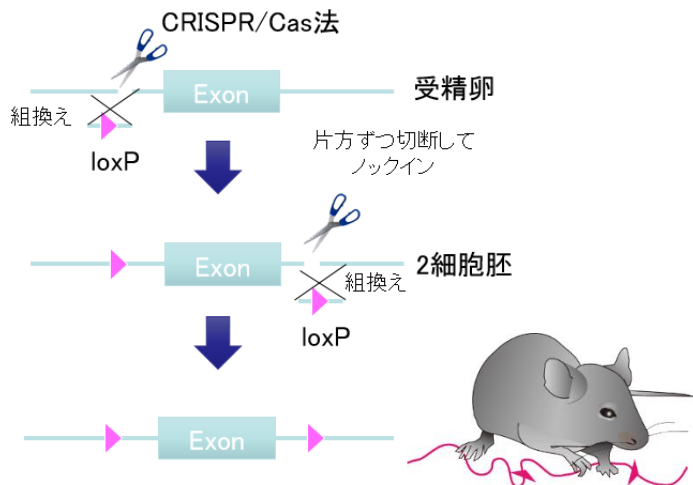 CRISPR/Cas法
Exon
受精卵
組換え
loxP
片方ずつ切断して
ノックイン
Exon
2細胞胚
組換え
loxP
Exon